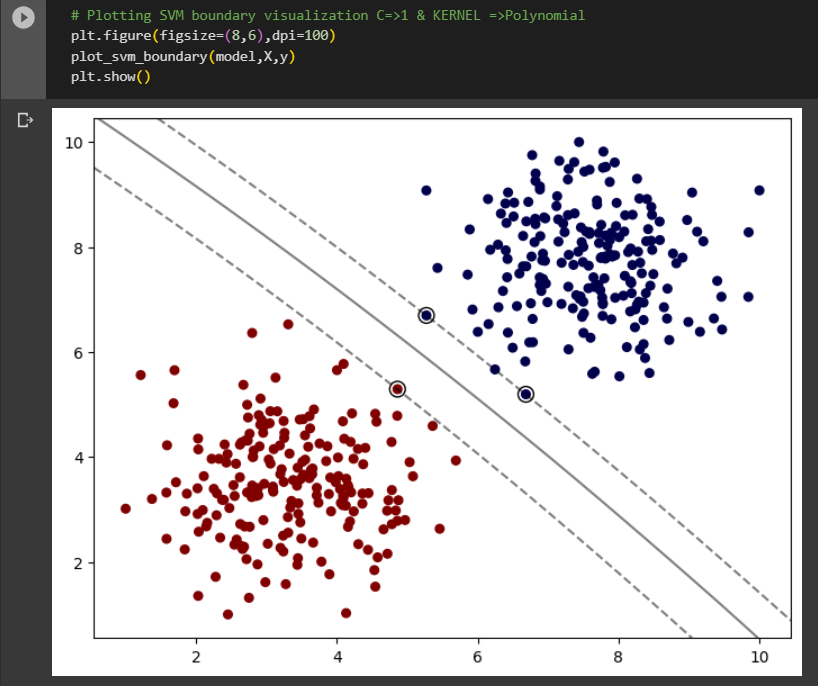 # Plotting SVM boundary visualization C=>1 & KERNEL =>Polynomial
plt.figure(figsize=(8,6),dpi=100)
plot_svm_boundary(model,X,y)
plt.show()
10
8
6
4
2
2 4 6 8 10